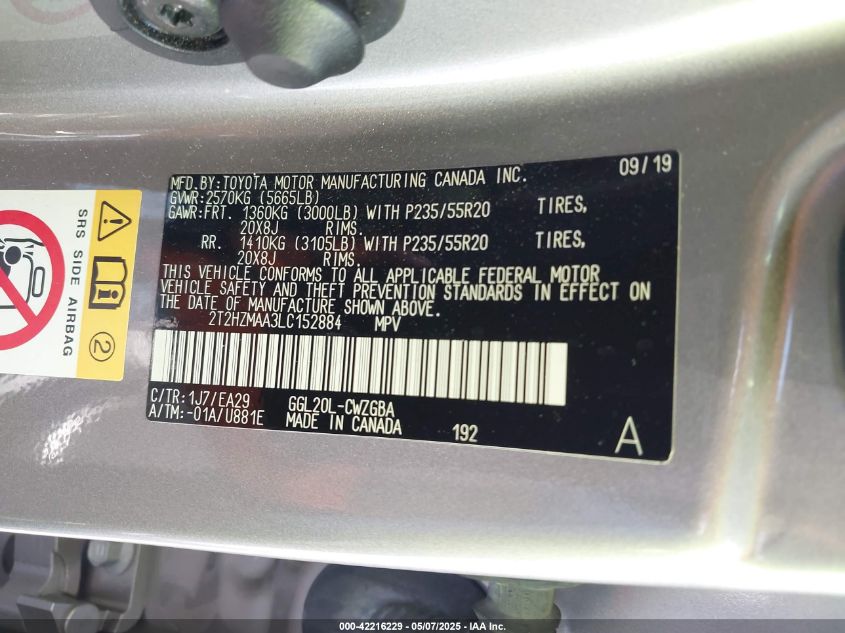 MFD.BY:TOYOTA MOTOR MANUFACTURING CANADA INC. 09/19
GVWR:2570KG (5665LB)
GAWR:FRT. 1360KG (3000LB) WITH P235/55R20 TIRES,
20X8J RIMS.
RR. 1410KG (3105LB) WITH P235/55R20 TIRES,
20X8J RIMS.
THIS VEHICLE CONFORMS TO ALL APPLICABLE FEDERAL MOTOR
VEHICLE SAFETY AND THEFT PREVENTION STANDARDS IN EFFECT ON
THE DATE OF MANUFACTURE SHOWN ABOVE.
2T2HZMAA3LC152884 MPV
C/TR:1J7/EA29 GGL20L-CWZGBA
A/TM:-01A/U881E MADE IN CANADA 192 A
SRS SIDE AIRBAG
2
000-42216229 - 05/07/2025 - IAA Inc.